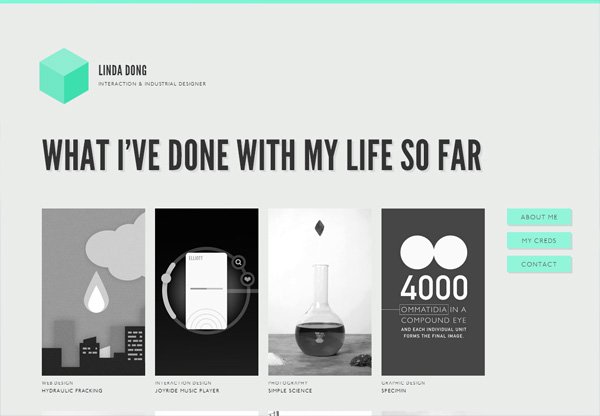 LINDA DONG
INTERACTION & INDUSTRIAL DESIGNER
WHAT I'VE DONE WITH MY LIFE SO FAR
ELLIOTT
4000
OMMATIDIA IN A
COMPOUND EYE
AND EACH INDIVIDUAL UNIT
FORMS THE FINAL IMAGE.
WEB DESIGN
HYDRAULIC FRACKING
INTERACTION DESIGN
JOYRIDE MUSIC PLAYER
PHOTOGRAPHY
SIMPLE SCIENCE
GRAPHIC DESIGN
SPECIMIN
ABOUT ME
MY CREDS
CONTACT